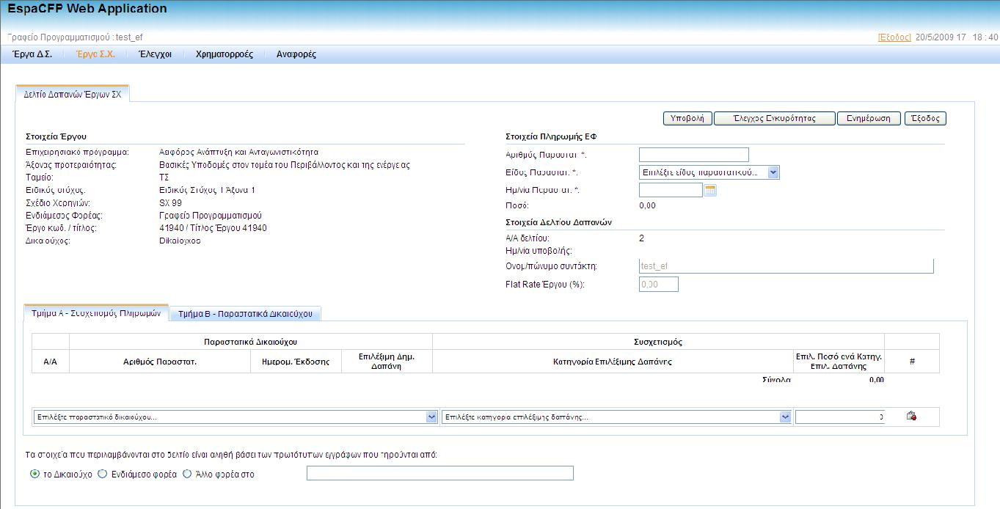 EspaCFP Web Application
Γραφείο Προγραμματισμού : test_ef
[Έξοδος] 20/5/2009 17 : 18 : 40
Έργα Δ.Σ. Έργα Σ.Χ. Έλεγχοι Χρηματορροές Αναφορές
Δελτίο Δαπανών Έργων ΣΧ
Υποβολή Έλεγχος Εγκυρότητας Ενημέρωση Έξοδος
Στοιχεία Έργου
Επιχειρησιακό πρόγραμμα: Αειφόρος Ανάπτυξη και Ανταγωνιστικότητα
Άξονας προτεραιότητας: Βασικές Υποδομές στον τομέα του Περιβάλλοντος και της ενέργειας
Ταμείο: ΤΣ
Ειδικός στόχος: Ειδικός Στόχος 1 Άξονα 1
Σχέδιο Χορηγιών: SX 99
Ενδιάμεσος Φορέας: Γραφείο Προγραμματισμού
Έργο κωδ. / τίτλος: 41940 / Τίτλος Έργου 41940
Δικαιούχος: Dikaioyxos
Στοιχεία Πληρωμής ΕΦ
Αριθμός Παραστατ. *:
Είδος Παραστατ. *: Επιλέξτε είδος παραστατικού...
Ημ/νία Παραστατ. *:
Ποσό: 0,00
Στοιχεία Δελτίου Δαπανών
Α/Α δελτίου: 2
Ημ/νία υποβολής:
Ονομ/πώνυμο συντάκτη: test_ef
Flat Rate Έργου (%): 0,00
Τμήμα Α - Συσχετισμός Πληρωμών Τμήμα Β - Παραστατικά Δικαιούχου
Παραστατικά Δικαιούχου Συσχετισμός
Α/Α Αριθμός Παραστατ. Ημερομ. Έκδοσης Επιλέξιμη Δημ. Δαπάνη Κατηγορία Επιλέξιμης Δαπάνης Επιλ. Ποσό ανά Κατηγ. Επιλ. Δαπάνης #
Σύνολα 0,00
Επιλέξτε παραστατικό δικαιούχου... Επιλέξτε κατηγορία επιλέξιμης δαπάνης... 0
Τα στοιχεία που περιλαμβάνονται στο δελτίο είναι αληθή βάσει των πρωτότυπων εγγράφων που τηρούνται από:
το Δικαιούχο Ενδιάμεσο φορέα Άλλο φορέα στο